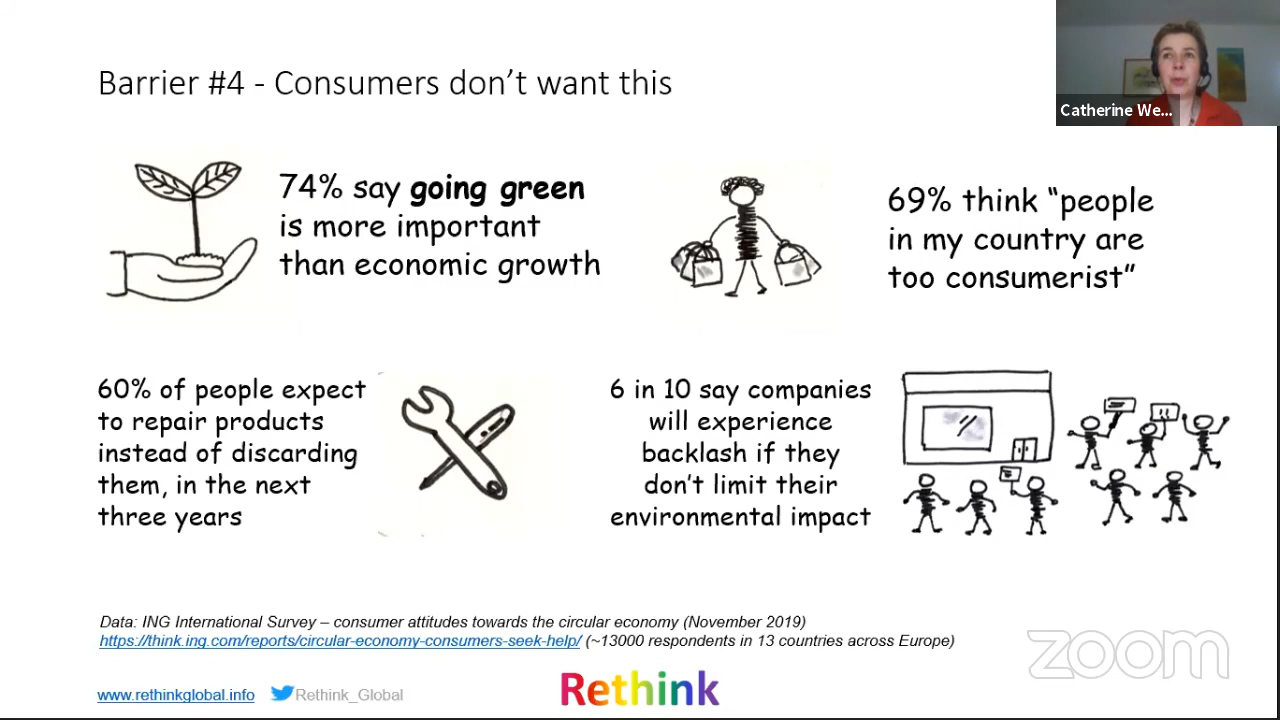 Barrier #4 - Consumers don’t want this
Catherine We...
74% say going green
is more important
than economic growth
69% think “people
in my country are
too consumerist”
60% of people expect
to repair products
instead of discarding
them, in the next
three years
6 in 10 say companies
will experience
backlash if they
don’t limit their
environmental impact
Data: ING International Survey – consumer attitudes towards the circular economy (November 2019)
https://think.ing.com/reports/circular-economy-consumers-seek-help/ (~13000 respondents in 13 countries across Europe)
zoom
www.rethinkglobal.info
Rethink_Global
Rethink